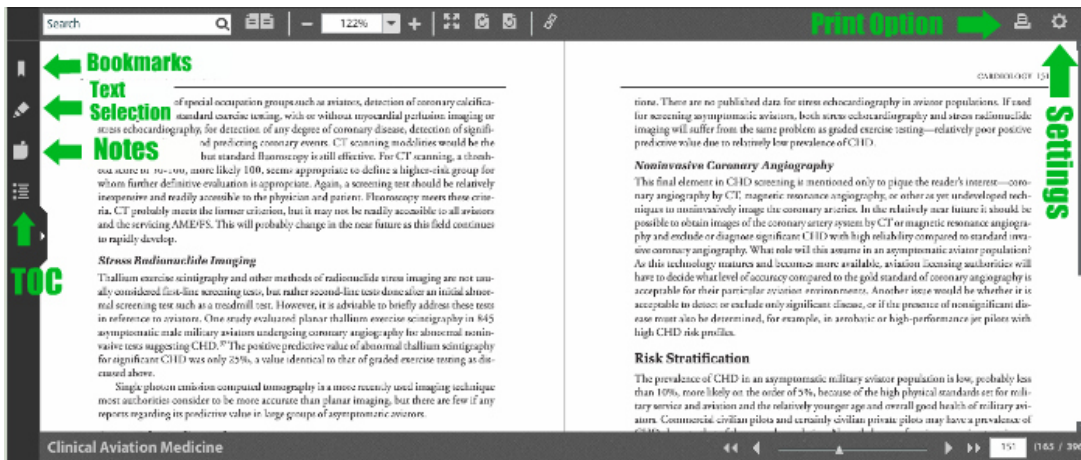 Search
122%
Print Option
Bookmarks
Text
Selection
Notes
TOC
Settings
of special occupation groups such as aviators, detection of coronary calcifica-
standard exercise testing, with or without myocardial perfusion imaging or
stress echocardiography, for detection of any degree of coronary disease, detection of signifi-
nd predicting coronary events. CT scanning modalities would be the
but standard fluoroscopy is still effective. For CT scanning, a thresh-
old score of 10–100, more likely 100, seems appropriate to define a higher-risk group for
whom further definitive evaluation is appropriate. Again, a screening test should be relatively
inexpensive and readily accessible to the physician and patient. Fluoroscopy meets these crite-
ria. CT probably meets the former criterion, but it may not be readily accessible to all aviators
and the servicing AME/FS. This will probably change in the near future as this field continues
to rapidly develop.
Stress Radionuclide Imaging
Thallium exercise scintigraphy and other methods of radionuclide stress imaging are not usu-
ally considered first-line screening tests, but rather second-line tests done after an initial abnor-
mal screening test such as a treadmill test. However, it is advisable to briefly address these tests
in reference to aviators. One study evaluated planar thallium exercise scintigraphy in 845
asymptomatic male military aviators undergoing coronary angiography for abnormal nonin-
vasive tests suggesting CHD.37 The positive predictive value of abnormal thallium scintigraphy
for significant CHD was only 25%, a value identical to that of graded exercise testing as dis-
cussed above.
Single photon emission computed tomography is a more recently used imaging technique
most authorities consider to be more accurate than planar imaging, but there are few if any
reports regarding its predictive value in large groups of asymptomatic aviators.
CARDIOLOGY 151
tions. There are no published data for stress echocardiography in aviator populations. If used
for screening asymptomatic aviators, both stress echocardiography and stress radionuclide
imaging will suffer from the same problem as graded exercise testing—relatively poor positive
predictive value due to relatively low prevalence of CHD.
Noninvasive Coronary Angiography
This final element in CHD screening is mentioned only to pique the reader's interest—coro-
nary angiography by CT, magnetic resonance angiography, or other as yet undeveloped tech-
niques to noninvasively image the coronary arteries. In the relatively near future it should be
possible to obtain images of the coronary artery system by CT or magnetic resonance angiogra-
phy and exclude or diagnose significant CHD with high reliability compared to standard inva-
sive coronary angiography. What role will this assume in an asymptomatic aviator population?
As this technology matures and becomes more available, aviation licensing authorities will
have to decide what level of accuracy compared to the gold standard of coronary angiography is
acceptable for their particular aviation environments. Another issue would be whether it is
acceptable to detect or exclude only significant disease, or if the presence of nonsignificant dis-
ease must also be determined, for example, in aerobatic or high-performance jet pilots with
high CHD risk profiles.
Risk Stratification
The prevalence of CHD in an asymptomatic military aviator population is low, probably less
than 10%, more likely on the order of 5%, because of the high physical standards set for mili-
tary service and aviation and the relatively younger age and overall good health of military avi-
ators. Commercial civilian pilots and certainly civilian private pilots may have a prevalence of
Clinical Aviation Medicine
151
(165 / 396